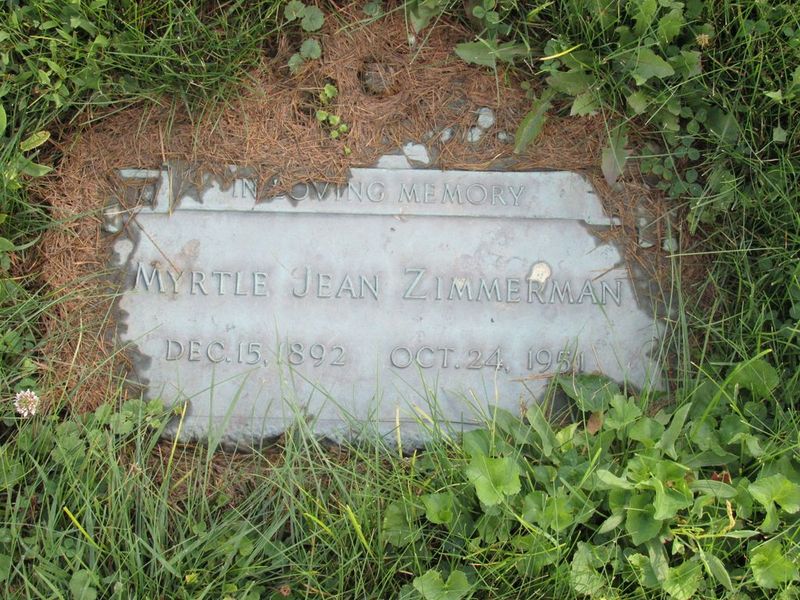 IN LOVING MEMORY
MYRTLE JEAN ZIMMERMAN
DEC. 15, 1892 OCT. 24, 1951